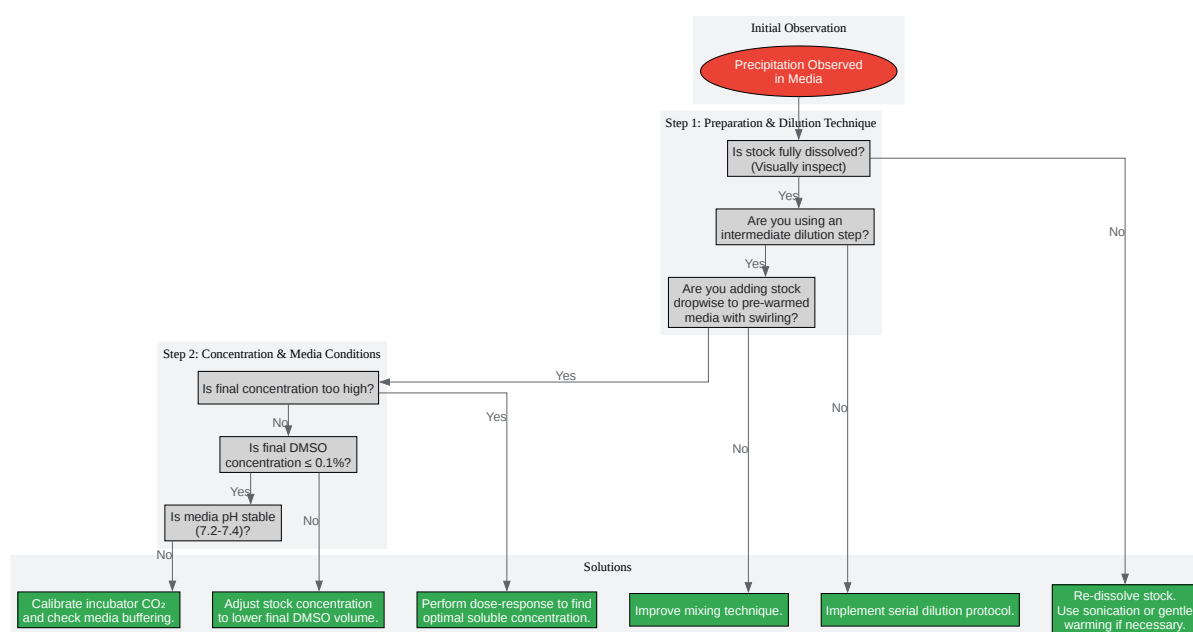 Initial Observation
Precipitation Observed
in Media
Step 1: Preparation & Dilution Technique
Is stock fully dissolved?
(Visually inspect)
Yes
No
Are you using an
intermediate dilution step?
Yes
No
Are you adding stock
dropwise to pre-warmed
media with swirling?
Yes
No
Step 2: Concentration & Media Conditions
Is final concentration too high?
Yes
No
Is final DMSO
concentration ≤ 0.1%?
Yes
No
Is media pH stable
(7.2-7.4)?
No
Solutions
Calibrate incubator CO₂
and check media buffering.
Adjust stock concentration
to lower final DMSO volume.
Perform dose-response to find
optimal soluble concentration.
Improve mixing technique.
Implement serial dilution protocol.
Re-dissolve stock.
Use sonication or gentle
warming if necessary.